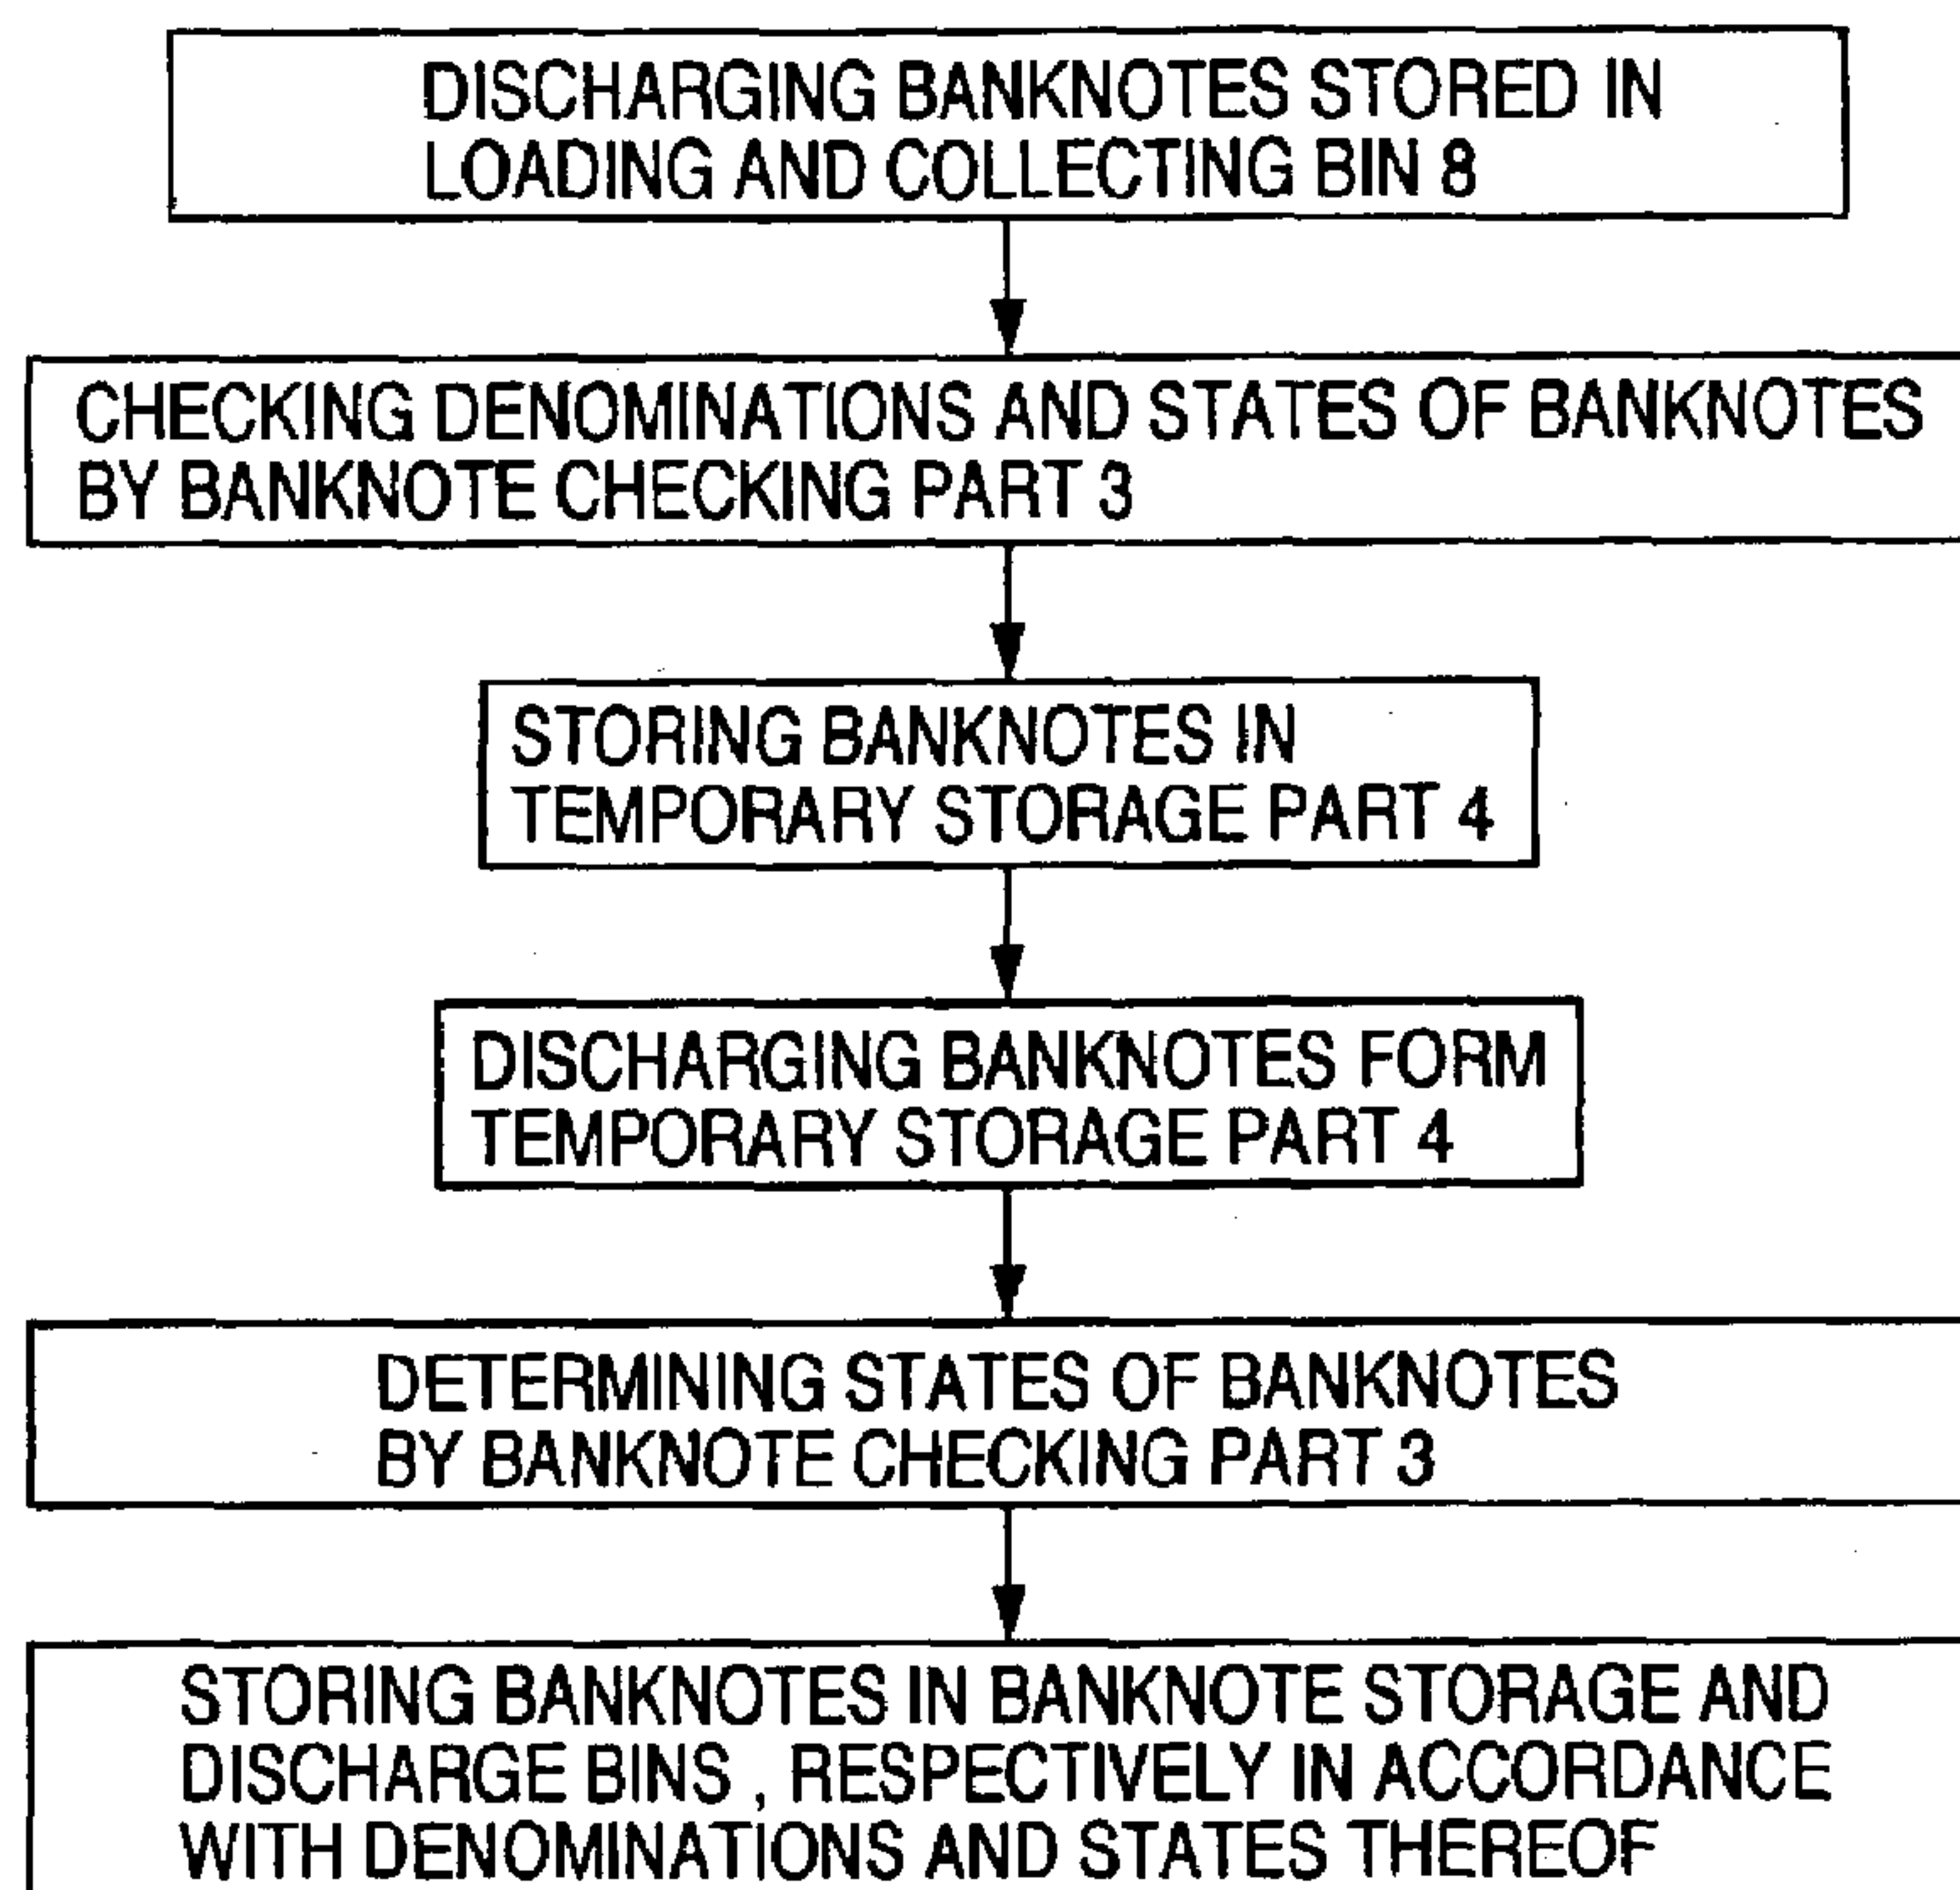 DISCHARGING BANKNOTES STORED IN
LOADING AND COLLECTING BIN 8
CHECKING DENOMINATIONS AND STATES OF BANKNOTES
BY BANKNOTE CHECKING PART 3
STORING BANKNOTES IN
TEMPORARY STORAGE PART 4
DISCHARGING BANKNOTES FORM
TEMPORARY STORAGE PART 4
DETERMINING STATES OF BANKNOTES
BY BANKNOTE CHECKING PART 3
STORING BANKNOTES IN BANKNOTE STORAGE AND
DISCHARGE BINS , RESPECTIVELY IN ACCORDANCE
WITH DENOMINATIONS AND STATES THEREOF